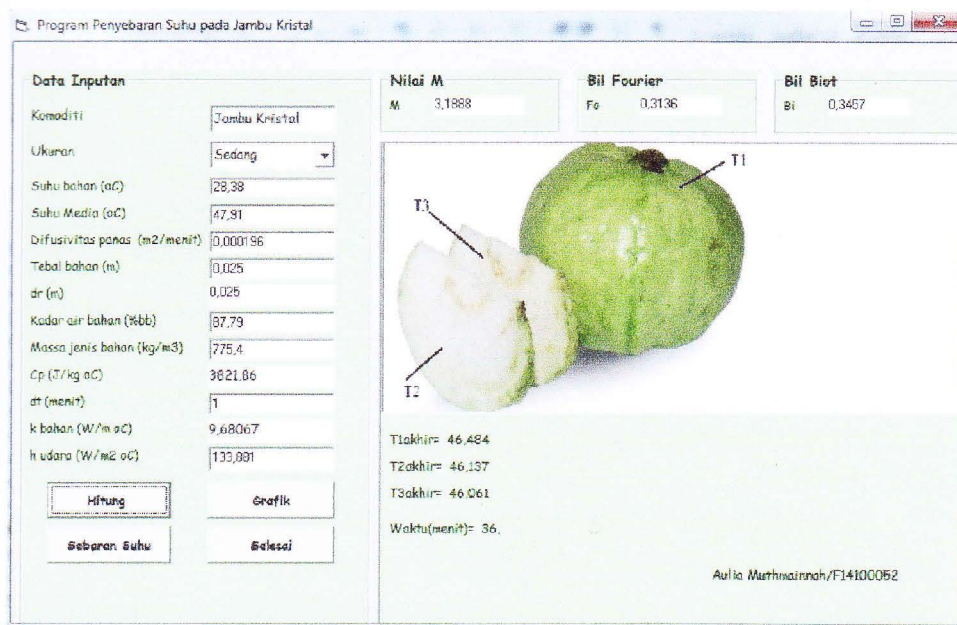 Program Penyebaran Suhu pada Jambu Kristal
Data Inputan
Komoditi Jambu Kristal
Ukuran Sedang
Suhu bahan (oC) 28,38
Suhu Media (oC) 47,91
Difusivitas panas (m2/menit) 0,000196
Tebal bahan (m) 0,025
dr (m) 0,025
Kadar air bahan (%bb) 87,79
Massa jenis bahan (kg/m3) 775,4
Cp (J/kg oC) 3821,86
dt (menit) 1
k bahan (W/m oC) 9,68067
h udara (W/m2 oC) 133,881
Hitung Grafik
Sebaran Suhu Selesai
Nilai M
M 3,1888
Bil Fourier
Fo 0,3136
Bil Biot
Bi 0,3457
T1
T3
T2
T1akhir= 46,484
T2akhir= 46,137
T3akhir= 46,061
Waktu(menit)= 36,
Aulia Muthmainnah/F14100052